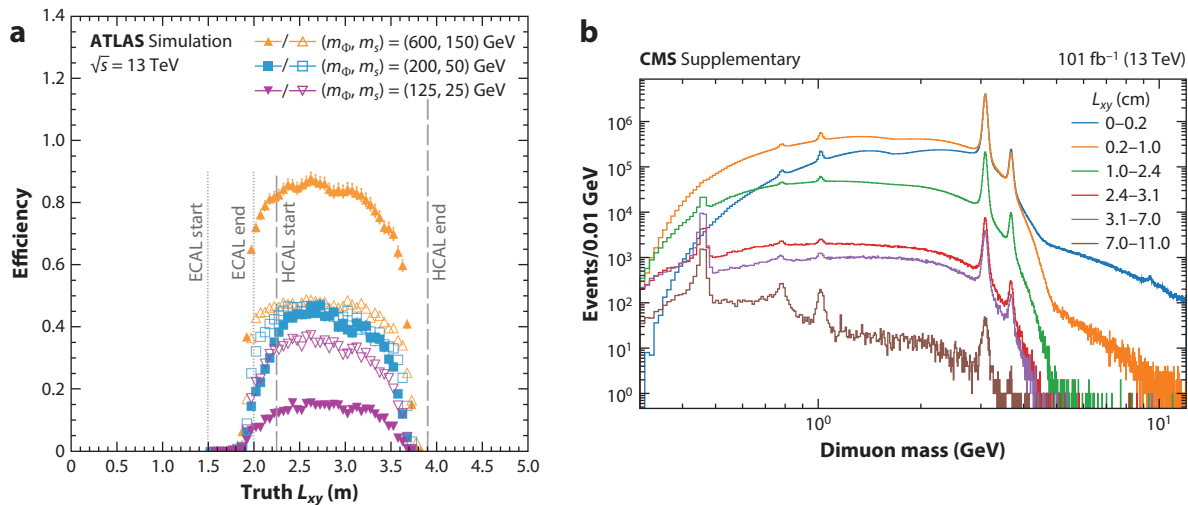 a
ATLAS Simulation
√s = 13 TeV
/ (mΦ, ms) = (600, 150) GeV
/ (mΦ, ms) = (200, 50) GeV
/ (mΦ, ms) = (125, 25) GeV
ECAL start
ECAL end
HCAL start
HCAL end
Efficiency
1.4
1.2
1.0
0.8
0.6
0.4
0.2
0
0 0.5 1.0 1.5 2.0 2.5 3.0 3.5 4.0 4.5 5.0
Truth Lxy (m)
b
CMS Supplementary 101 fb⁻¹ (13 TeV)
Lxy (cm)
0–0.2
0.2–1.0
1.0–2.4
2.4–3.1
3.1–7.0
7.0–11.0
Events/0.01 GeV
10⁶
10⁵
10⁴
10³
10²
10¹
10⁰
10⁰ 10¹
Dimuon mass (GeV)